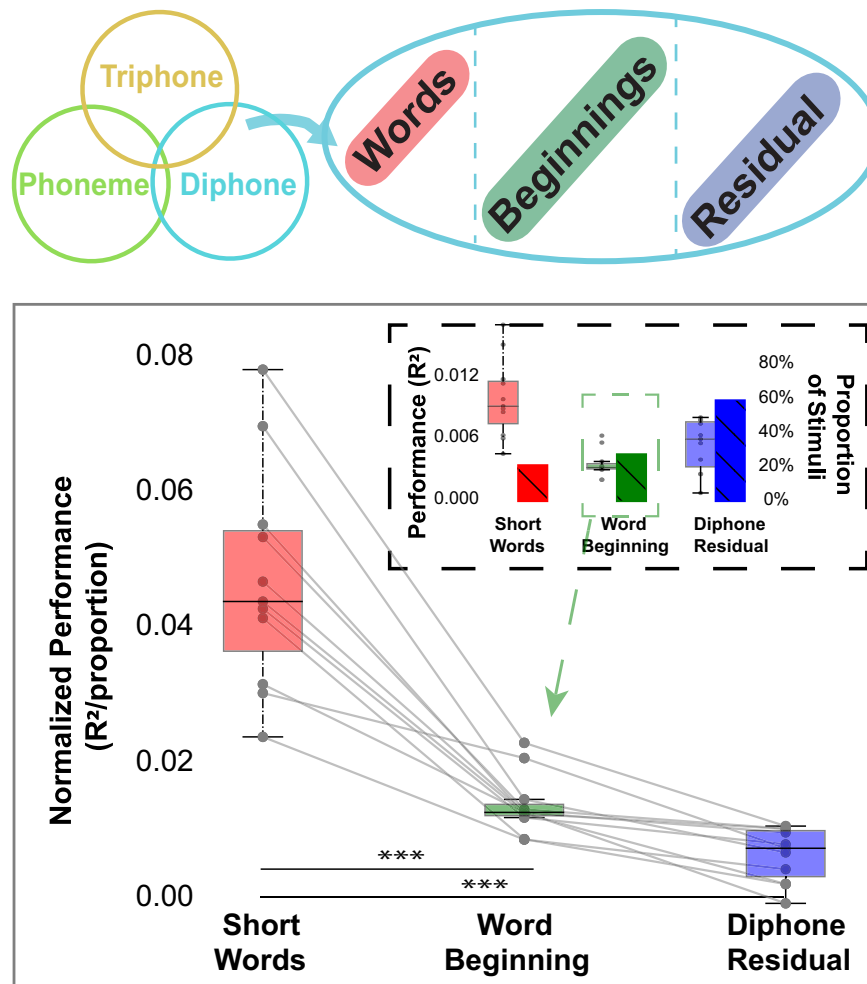 Triphone
Phoneme
Diphone
Words
Beginnings
Residual
Normalized Performance
(R²/proportion)
0.08
0.06
0.04
0.02
0.00
Performance (R²)
0.012
0.006
0.000
80%
60%
40%
20%
0%
Proportion
of Stimuli
Short
Words
Word
Beginning
Diphone
Residual
***
***
Short
Words
Word
Beginning
Diphone
Residual